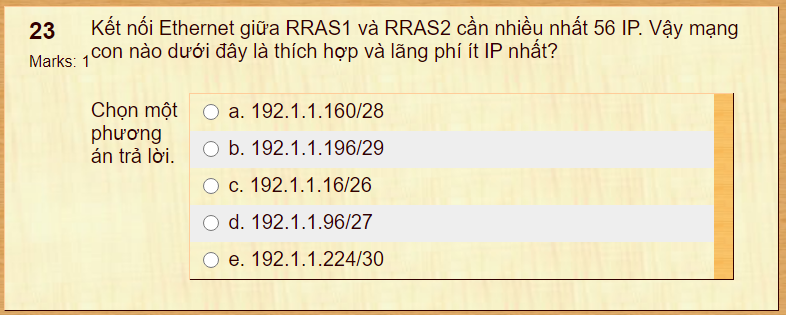 23
Marks: 1
Kết nối Ethernet giữa RRAS1 và RRAS2 cần nhiều nhất 56 IP. Vậy mạng
con nào dưới đây là thích hợp và lãng phí ít IP nhất?
Chọn một
phương
án trả lời.
a. 192.1.1.160/28
b. 192.1.1.196/29
c. 192.1.1.16/26
d. 192.1.1.96/27
e. 192.1.1.224/30